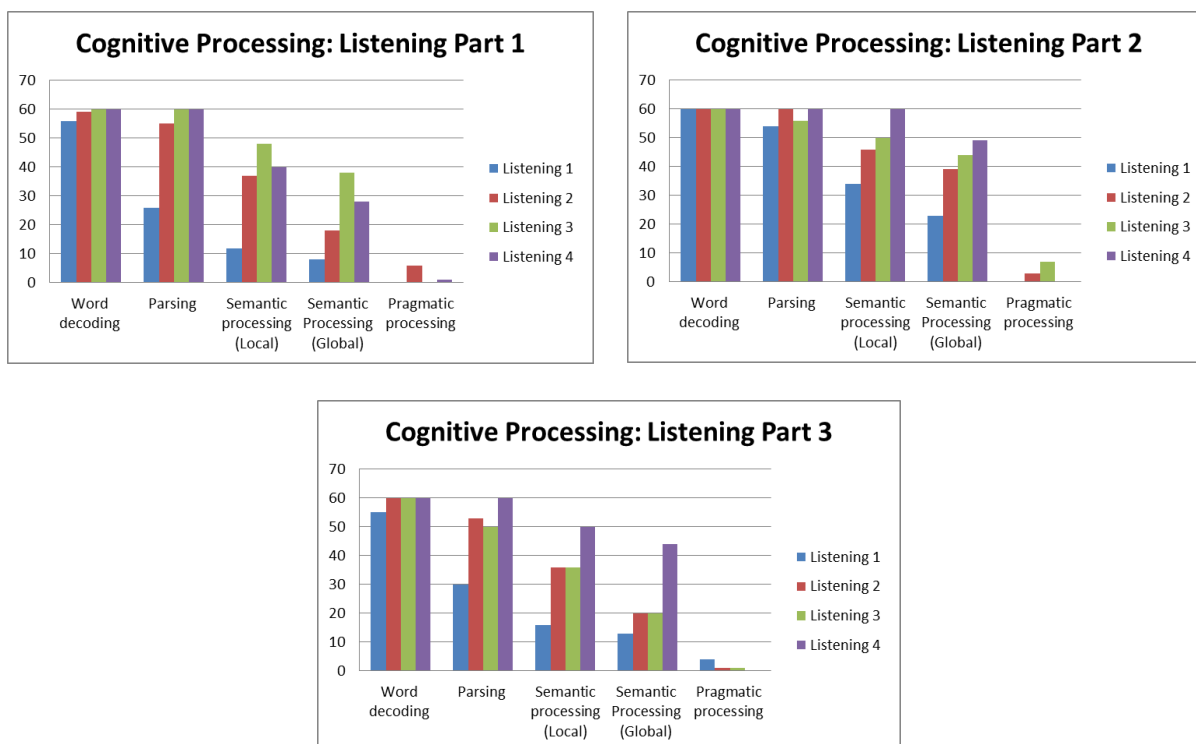 Cognitive Processing: Listening Part 1
70
60
50
40
30
20
10
0
Word decoding
Parsing
Semantic processing (Local)
Semantic Processing (Global)
Pragmatic processing
Listening 1
Listening 2
Listening 3
Listening 4
Cognitive Processing: Listening Part 2
70
60
50
40
30
20
10
0
Word decoding
Parsing
Semantic processing (Local)
Semantic Processing (Global)
Pragmatic processing
Listening 1
Listening 2
Listening 3
Listening 4
Cognitive Processing: Listening Part 3
70
60
50
40
30
20
10
0
Word decoding
Parsing
Semantic processing (Local)
Semantic Processing (Global)
Pragmatic processing
Listening 1
Listening 2
Listening 3
Listening 4